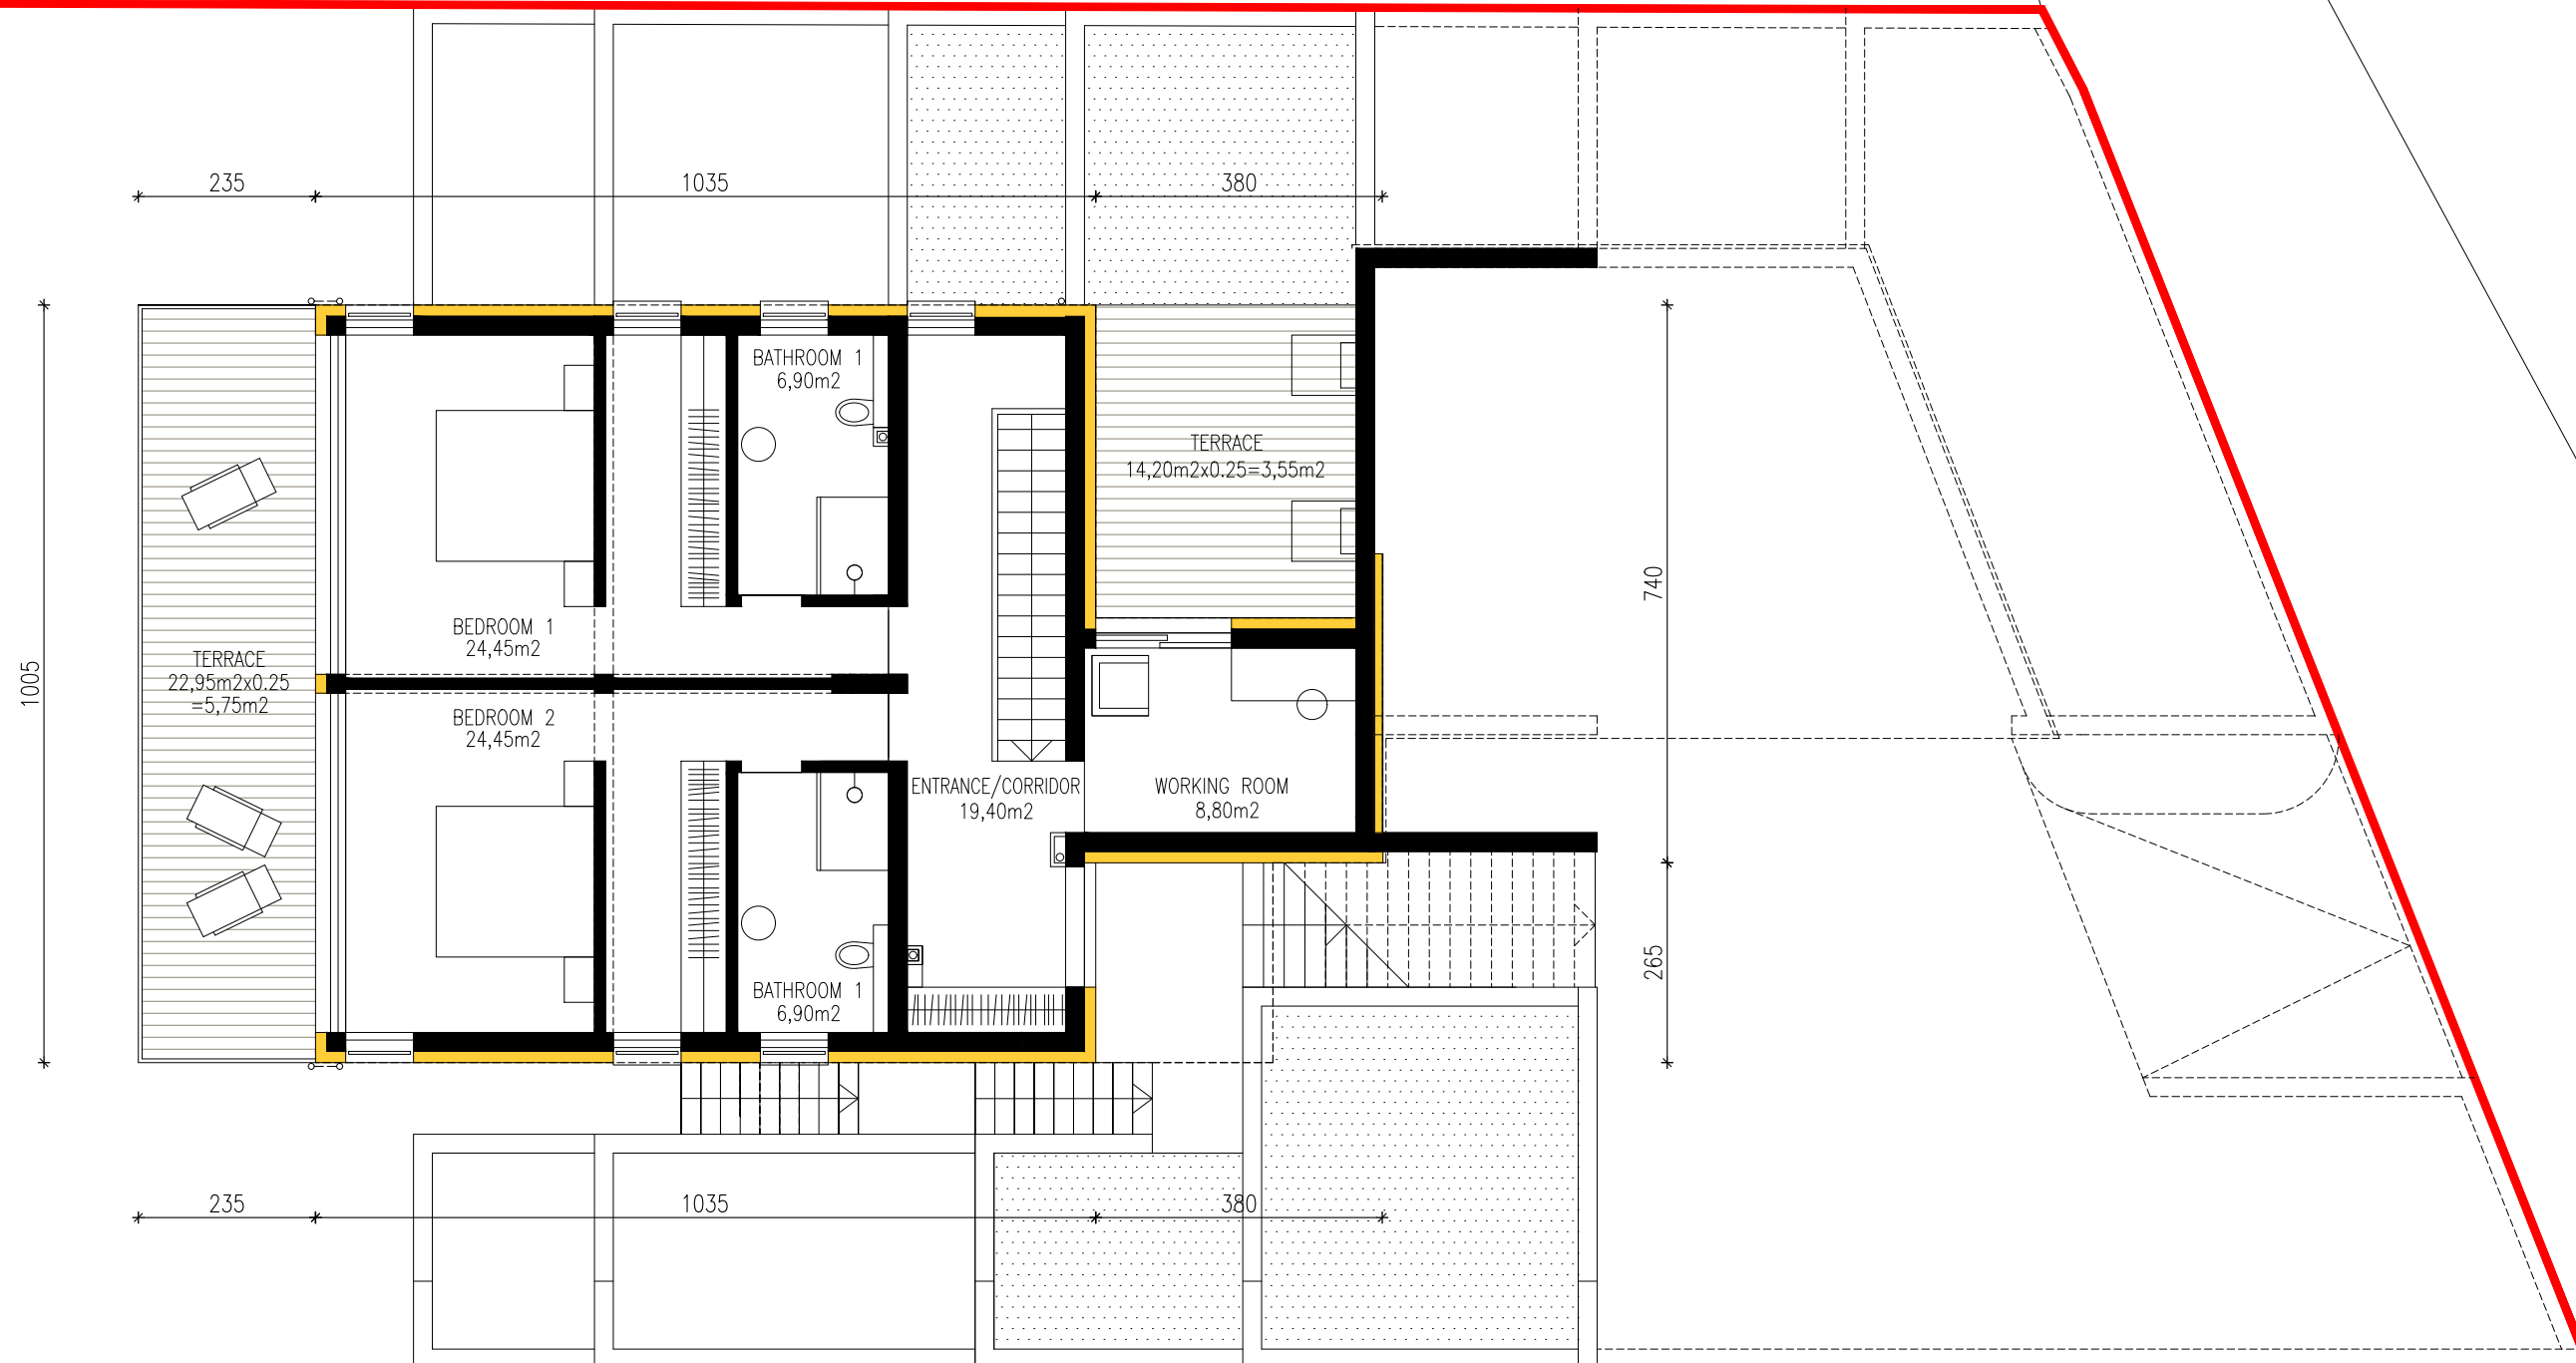 235
1035
380
BATHROOM 1
6,90m2
TERRACE
14,20m2x0.25=3,55m2
740
BEDROOM 1
24,45m2
TERRACE
22,95m2x0.25
=5,75m2
1005
BEDROOM 2
24,45m2
ENTRANCE/CORRIDOR
19,40m2
WORKING ROOM
8,80m2
265
BATHROOM 1
6,90m2
235
1035
380